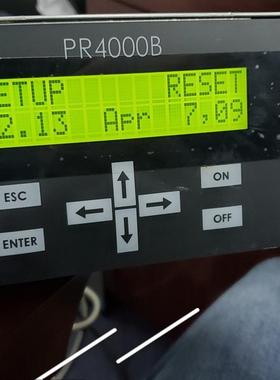 PR4000B
ETUP RESET
2.13 Apr 7,09
ESC
ON
OFF
ENTER